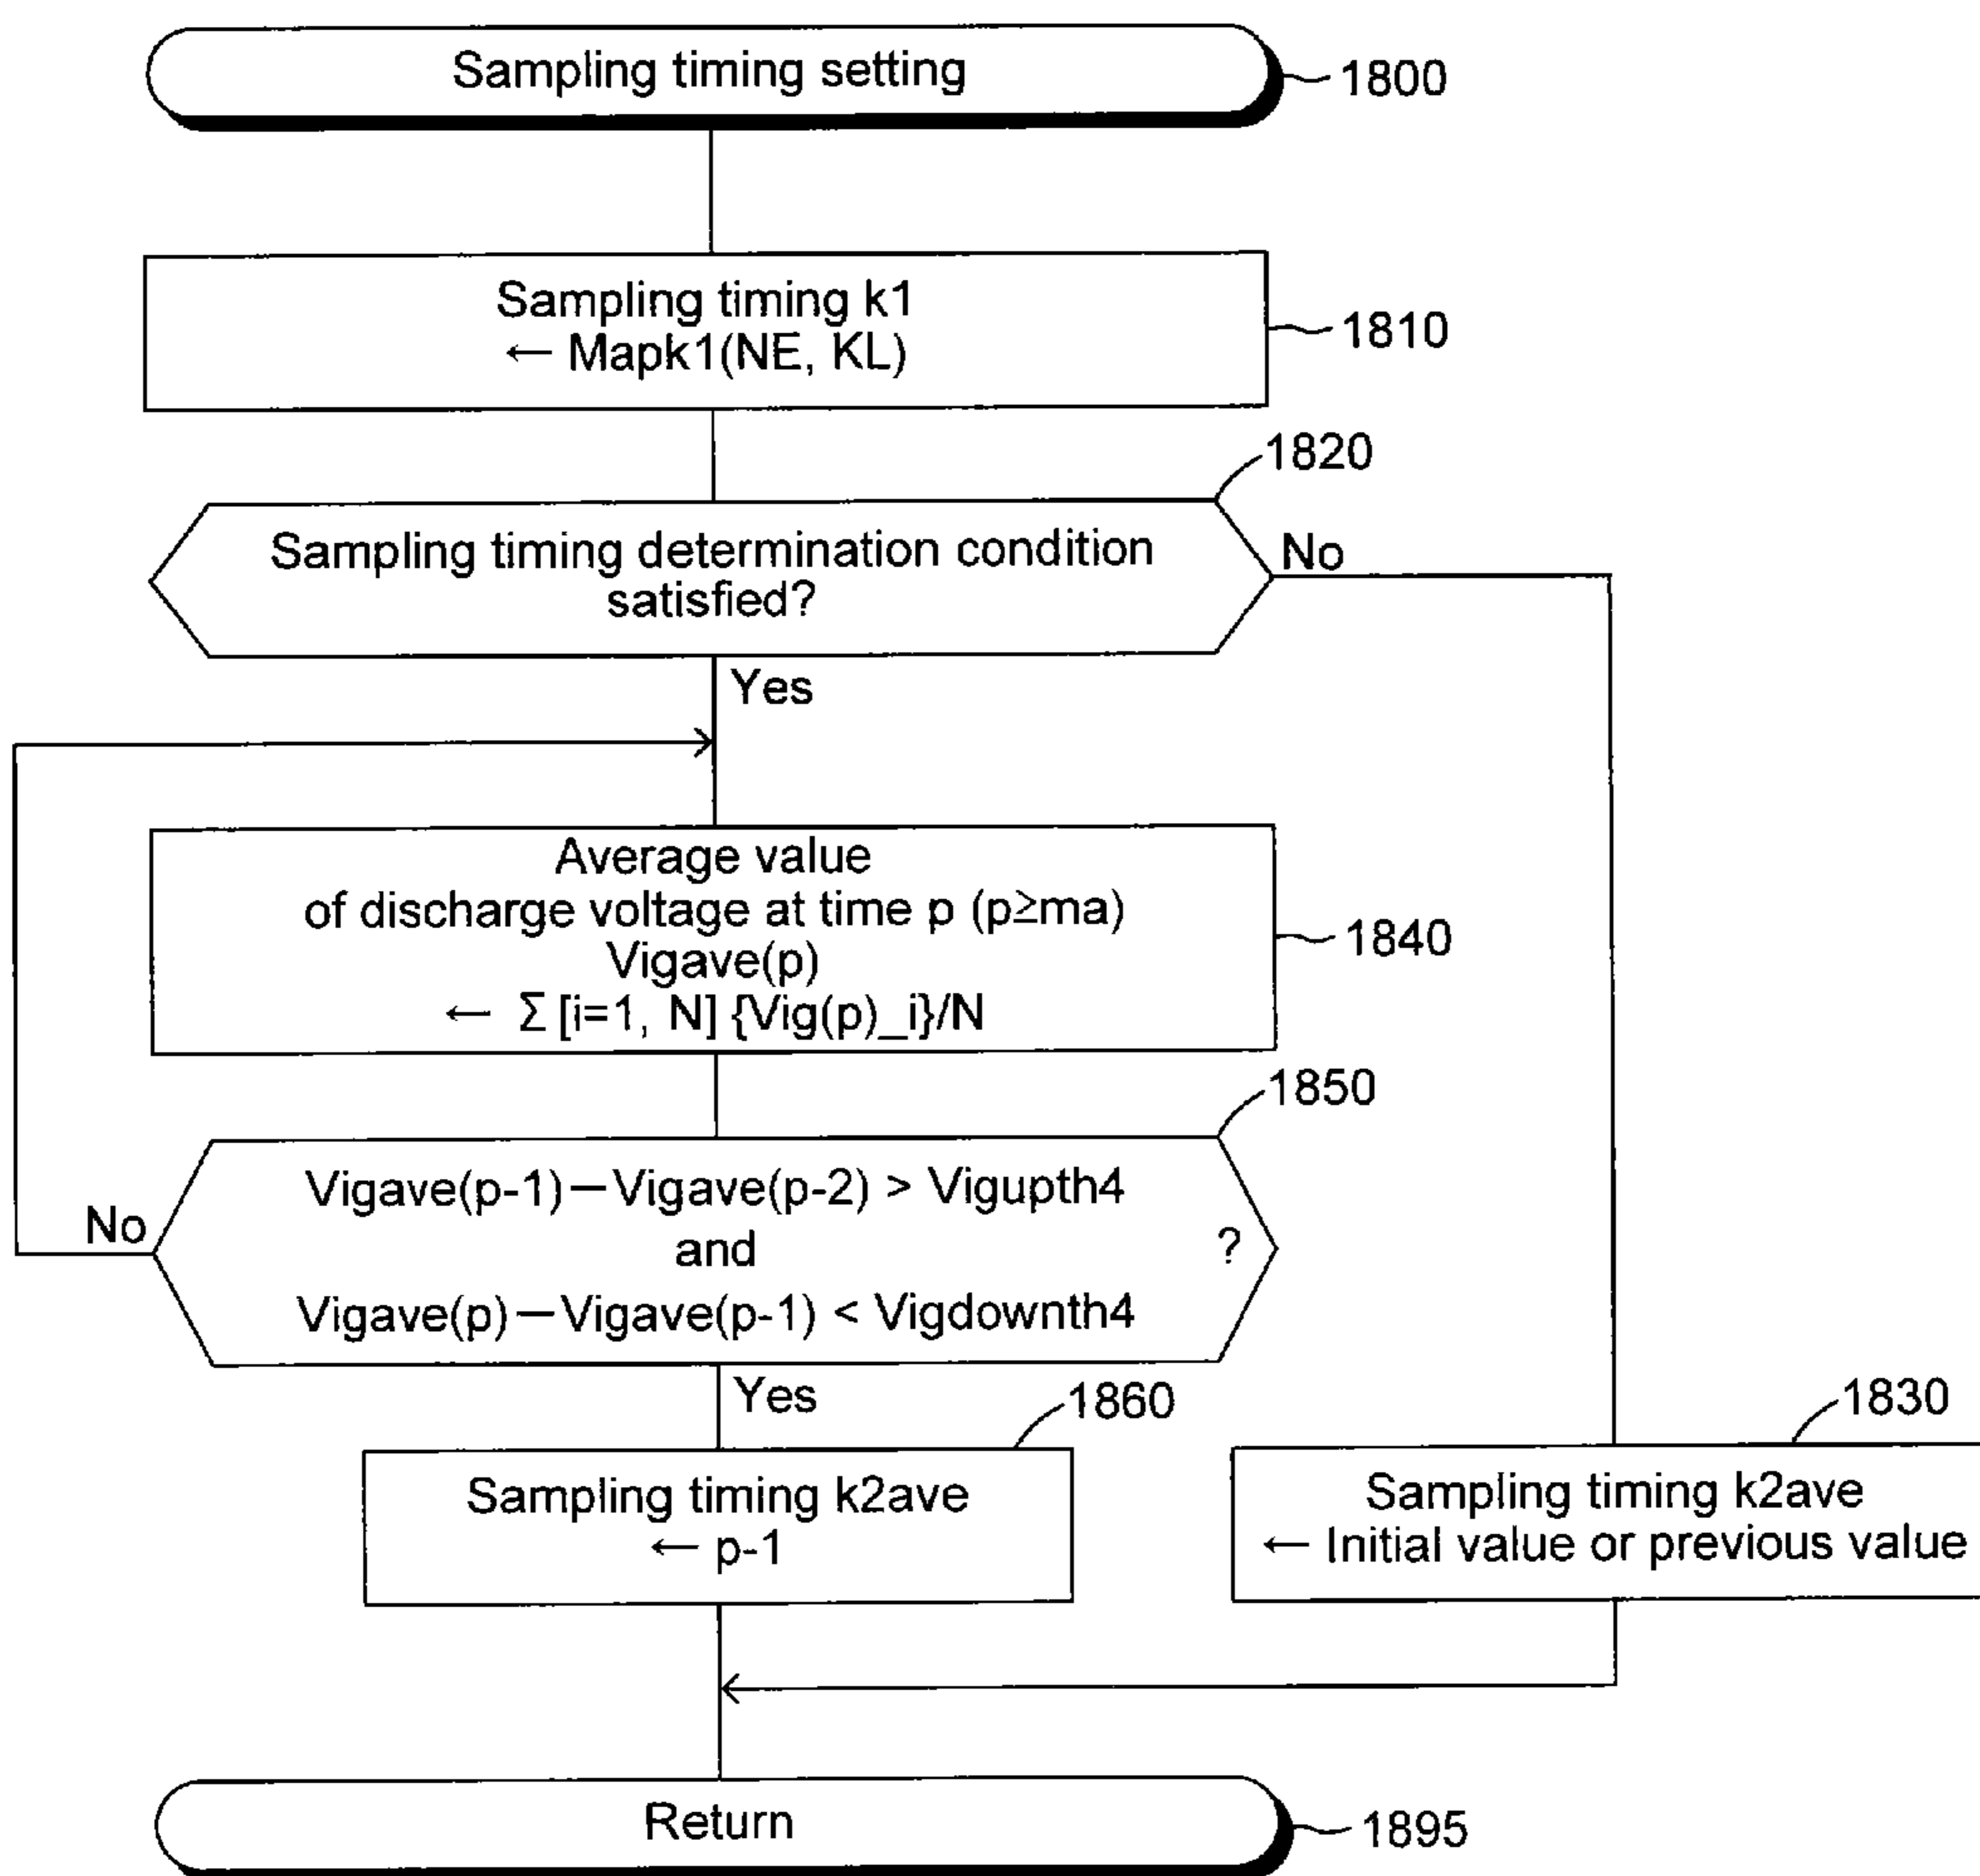 Sampling timing setting
1800
Sampling timing k1
← Mapk1(NE, KL)
1810
1820
Sampling timing determination condition
satisfied?
No
Yes
Average value
of discharge voltage at time p (p≥ma)
Vigave(p)
← Σ [i=1, N] {Vig(p)_i}/N
1840
1850
Vigave(p-1)—Vigave(p-2) > Vigupth4
and
?
Vigave(p)—Vigave(p-1) < Vigdownth4
No
Yes
1860
1830
Sampling timing k2ave
← p-1
Sampling timing k2ave
← Initial value or previous value
Return
1895